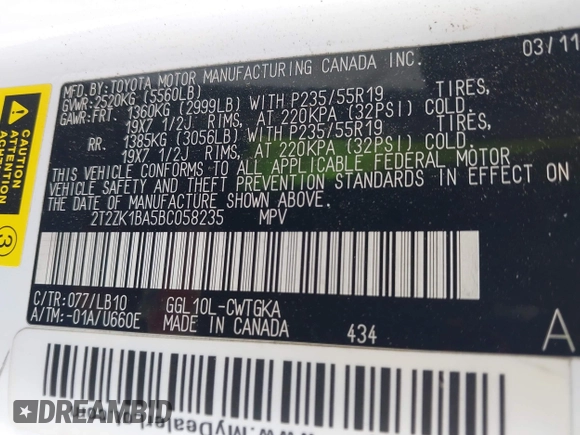 MFD.BY:TOYOTA MOTOR MANUFACTURING CANADA INC. 03/11
GVWR:2520KG (5560LB)
GAWR:FRT. 1360KG (2999LB) WITH P235/55R19 TIRES,
19X7 1/2J RIMS, AT 220KPA (32PSI) COLD.
RR. 1385KG (3056LB) WITH P235/55R19 TIRES,
19X7 1/2J RIMS, AT 220KPA (32PSI) COLD.
THIS VEHICLE CONFORMS TO ALL APPLICABLE FEDERAL MOTOR
VEHICLE SAFETY AND THEFT PREVENTION STANDARDS IN EFFECT ON
THE DATE OF MANUFACTURE SHOWN ABOVE.
2T2ZK1BA5BC058235 MPV
C/TR:077/LB10 GGL10L-CWTGKA
A/TM:-01A/U660E MADE IN CANADA 434 A
CAUTION
ATTENTION
3
DREAMBID